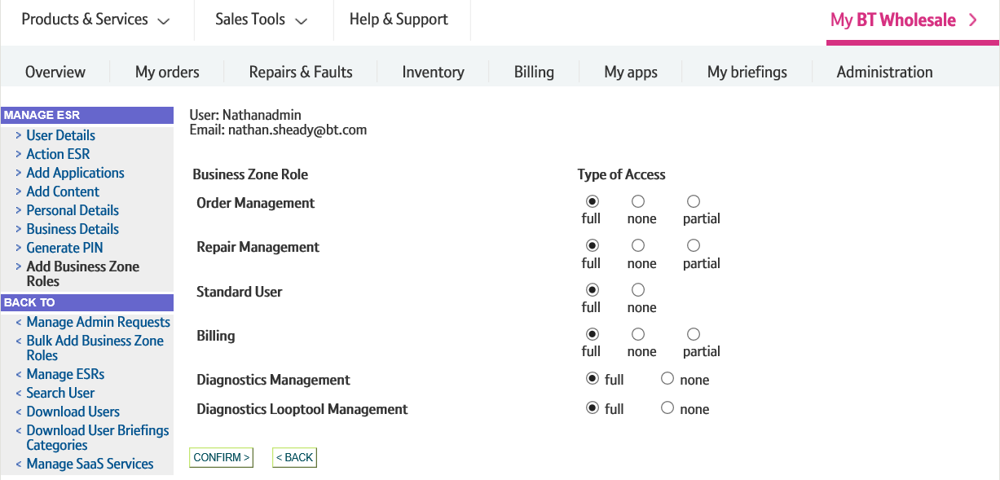 Products & Services
Sales Tools
Help & Support
My BT Wholesale >
Overview
My orders
Repairs & Faults
Inventory
Billing
My apps
My briefings
Administration
MANAGE ESR
> User Details
> Action ESR
> Add Applications
> Add Content
> Personal Details
> Business Details
> Generate PIN
> Add Business Zone
Roles
BACK TO
< Manage Admin Requests
< Bulk Add Business Zone
Roles
< Manage ESRs
< Search User
< Download Users
< Download User Briefings
Categories
< Manage SaaS Services
User: Nathanadmin
Email: nathan.sheady@bt.com
Business Zone Role Type of Access
Order Management
full none partial
Repair Management
full none partial
Standard User
full none
Billing
full none partial
Diagnostics Management full none
Diagnostics Looptool Management full none
CONFIRM > < BACK